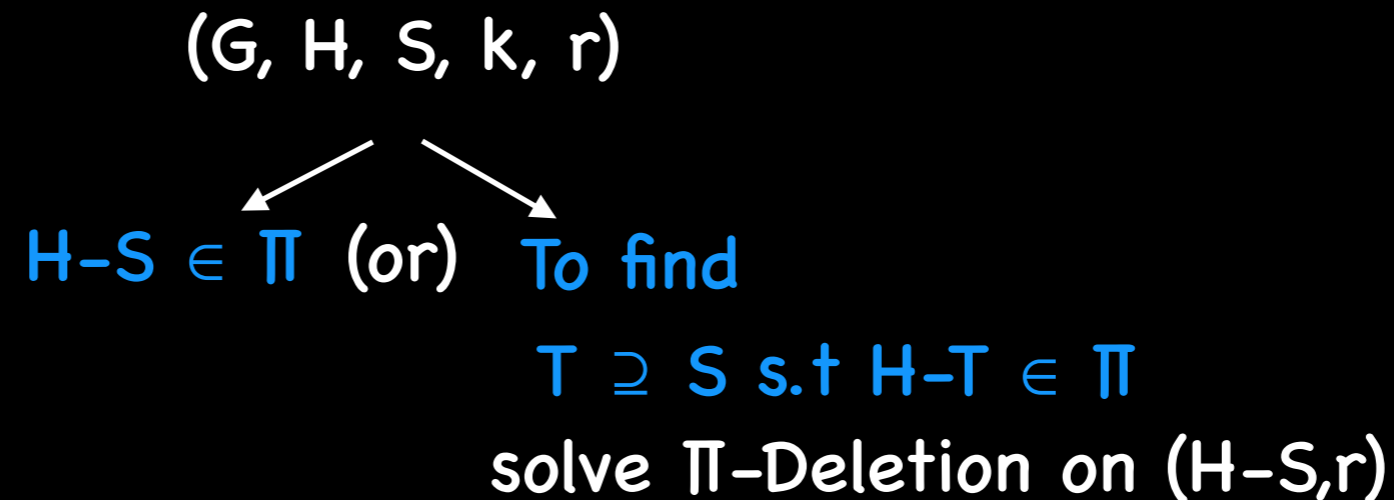 (G, H, S, k, r)
H-S ∈ Π (or) To find
T ⊇ S s.t H-T ∈ Π
solve Π-Deletion on (H-S,r)